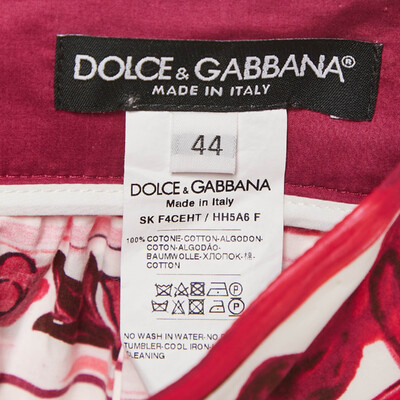 DOLCE & GABBANA®
MADE IN ITALY
44
DOLCE & GABBANA
Made in Italy
SK F4CEHT / HH5A6 F
100% COTONE-COTTON-ALGODON-
COTON-ALGODÃO-
BAUMWOLLE-ХЛОПОК-棉-
COTTON
NO WASH IN WATER-NO
TUMBLER-COOL IRON-
CLEANING